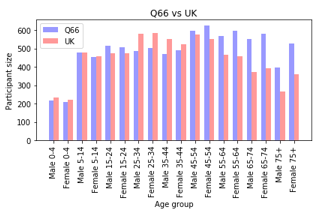 Q66 vs UK
Q66
UK
Participant size
600
500
400
300
200
100
0
Male 0-4
Female 0-4
Male 5-14
Female 5-14
Male 15-24
Female 15-24
Male 25-34
Female 25-34
Male 35-44
Female 35-44
Male 45-54
Female 45-54
Male 55-64
Female 55-64
Male 65-74
Female 65-74
Male 75+
Female 75+
Age group